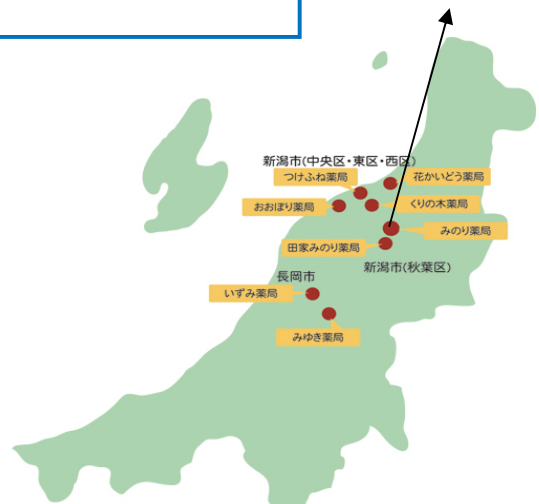 新潟市(中央区・東区・西区)
つけふね薬局
花かいどう薬局
おおぼり薬局
くりの木薬局
みのり薬局
田家みのり薬局
新潟市(秋葉区)
長岡市
いずみ薬局
みゆき薬局